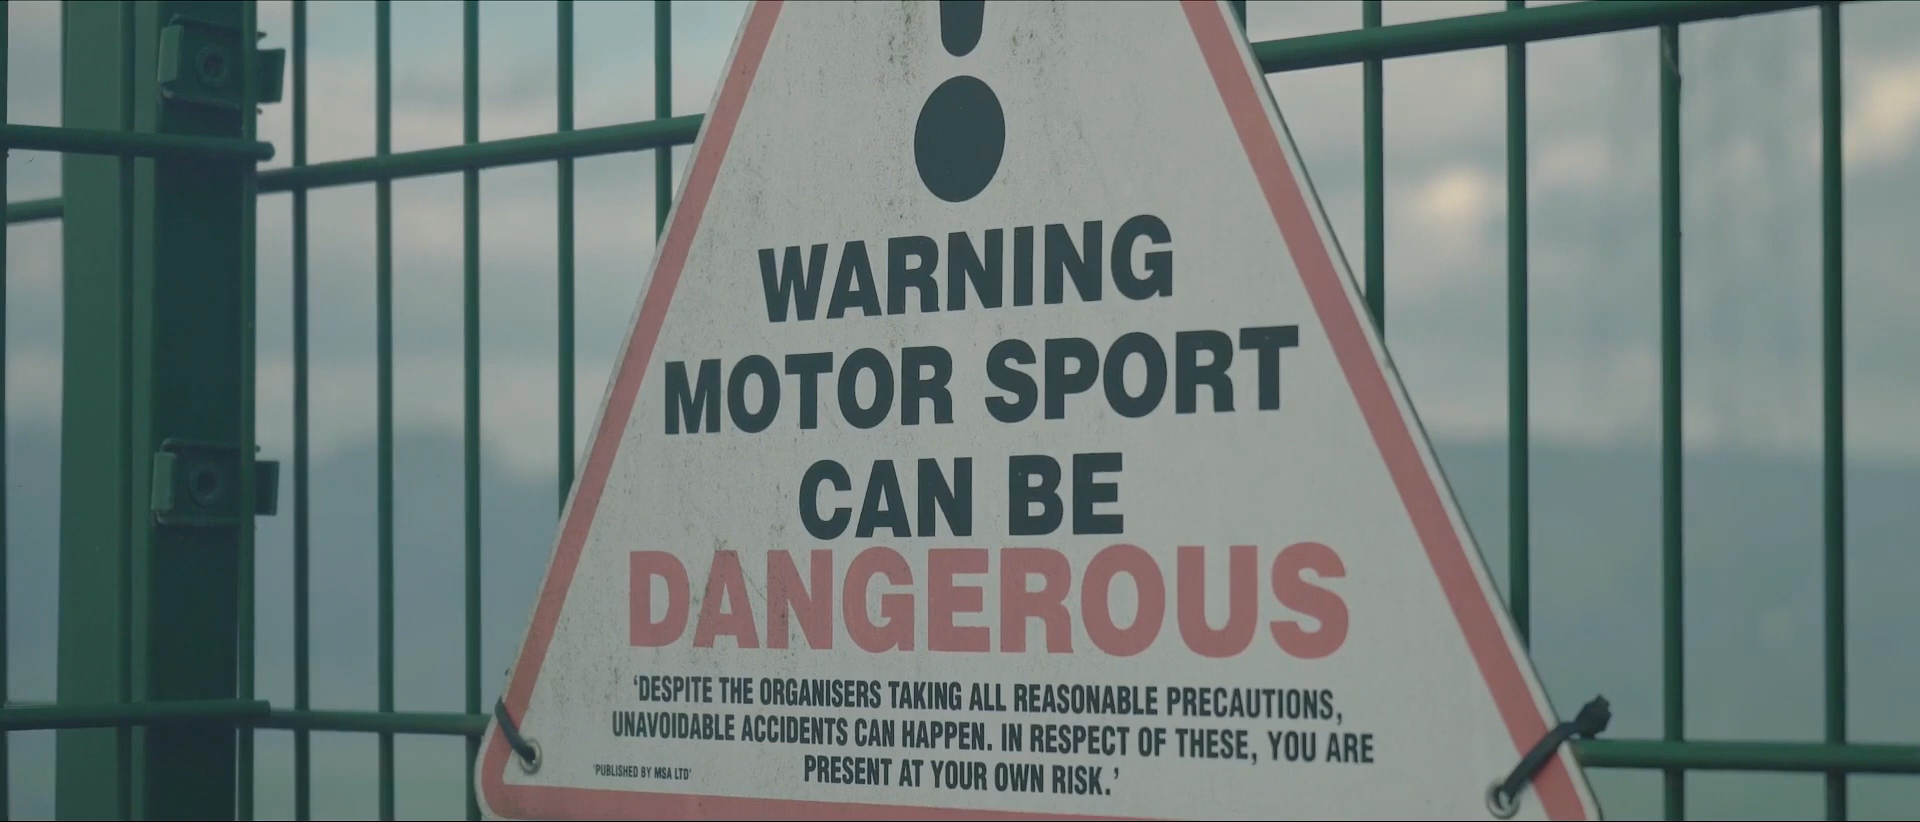 WARNING
MOTOR SPORT
CAN BE
DANGEROUS
'DESPITE THE ORGANISERS TAKING ALL REASONABLE PRECAUTIONS,
UNAVOIDABLE ACCIDENTS CAN HAPPEN. IN RESPECT OF THESE, YOU ARE
PRESENT AT YOUR OWN RISK.'
'PUBLISHED BY MSA LTD'